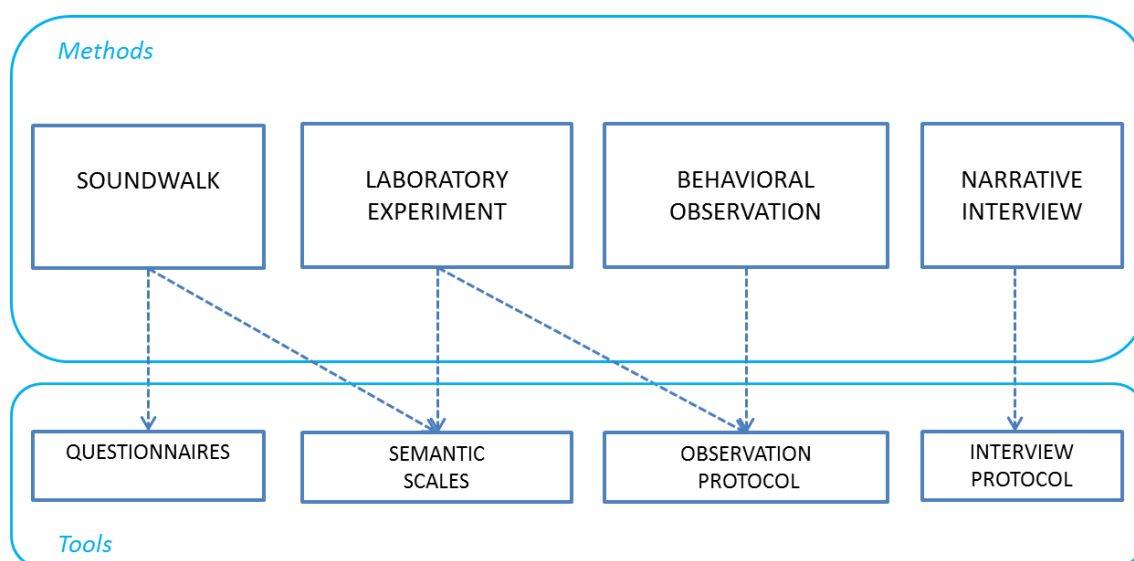 Methods
SOUNDWALK
LABORATORY
EXPERIMENT
BEHAVIORAL
OBSERVATION
NARRATIVE
INTERVIEW
QUESTIONNAIRES
SEMANTIC
SCALES
OBSERVATION
PROTOCOL
INTERVIEW
PROTOCOL
Tools